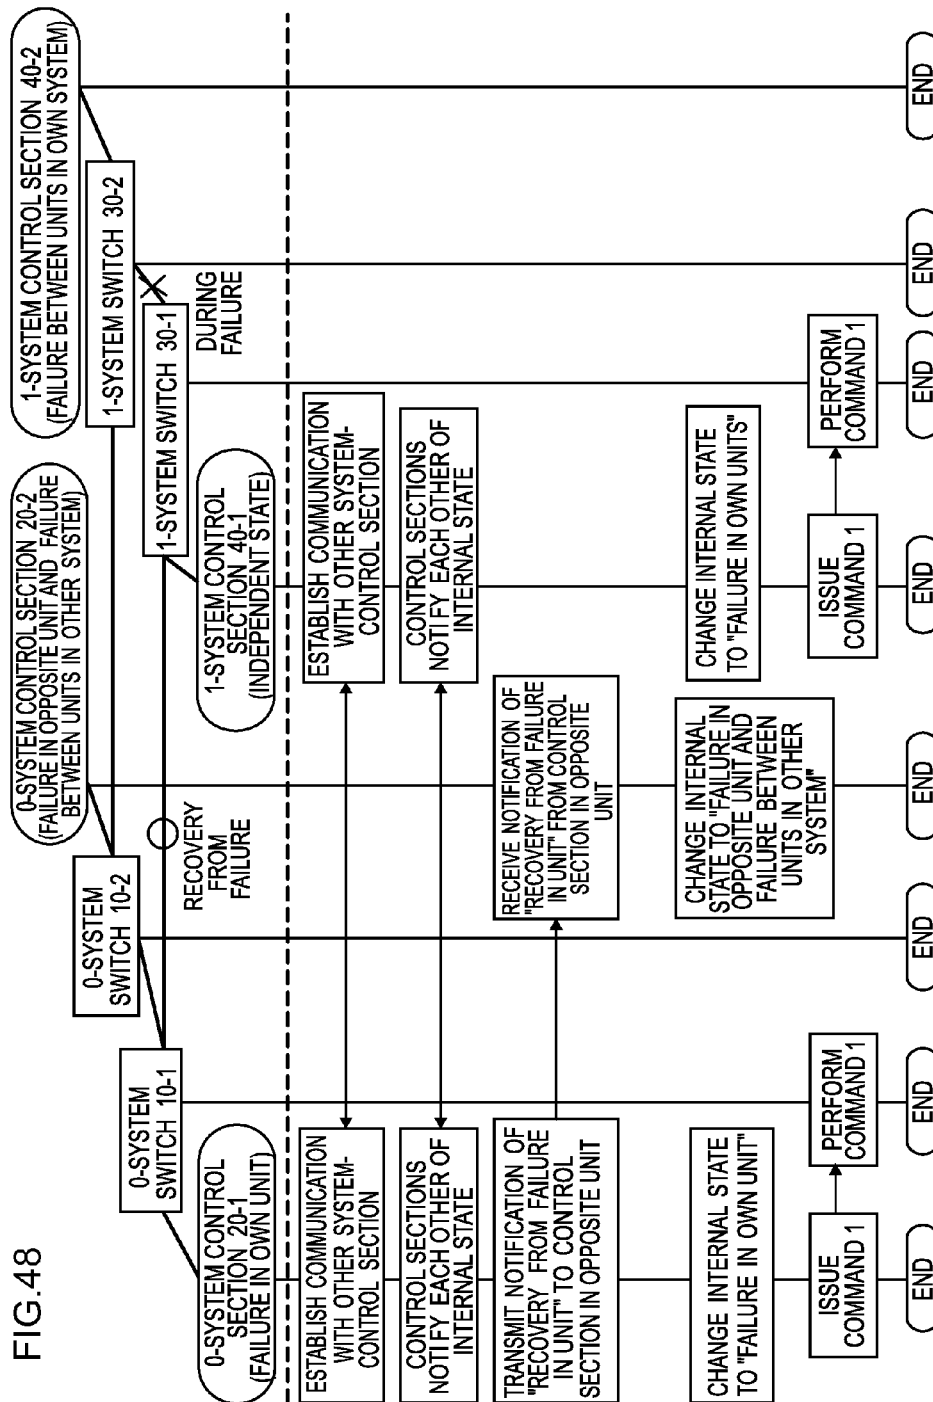 FIG.48
0-SYSTEM CONTROL
SECTION 20-1
(FAILURE IN OWN UNIT)
0-SYSTEM
SWITCH 10-1
0-SYSTEM
SWITCH 10-2
0-SYSTEM CONTROL SECTION 20-2
(FAILURE IN OPPOSITE UNIT AND FAILURE
BETWEEN UNITS IN OTHER SYSTEM)
RECOVERY
FROM
FAILURE
1-SYSTEM CONTROL
SECTION 40-1
(INDEPENDENT STATE)
1-SYSTEM SWITCH 30-1
DURING
FAILURE
1-SYSTEM SWITCH 30-2
1-SYSTEM CONTROL SECTION 40-2
(FAILURE BETWEEN UNITS IN OWN SYSTEM)
ESTABLISH COMMUNICATION
WITH OTHER SYSTEM-
CONTROL SECTION
ESTABLISH COMMUNICATION
WITH OTHER SYSTEM-
CONTROL SECTION
CONTROL SECTIONS
NOTIFY EACH OTHER OF
INTERNAL STATE
CONTROL SECTIONS
NOTIFY EACH OTHER OF
INTERNAL STATE
TRANSMIT NOTIFICATION OF
"RECOVERY FROM FAILURE
IN UNIT" TO CONTROL
SECTION IN OPPOSITE UNIT
RECEIVE NOTIFICATION OF
"RECOVERY FROM FAILURE
IN UNIT" FROM CONTROL
SECTION IN OPPOSITE
UNIT
CHANGE INTERNAL STATE
TO "FAILURE IN OWN UNIT"
CHANGE INTERNAL
STATE TO "FAILURE IN
OPPOSITE UNIT AND
FAILURE BETWEEN
UNITS IN OTHER
SYSTEM"
CHANGE INTERNAL STATE
TO "FAILURE IN OWN UNITS"
ISSUE
COMMAND 1
PERFORM
COMMAND 1
ISSUE
COMMAND 1
PERFORM
COMMAND 1
END
END
END
END
END
END
END
END